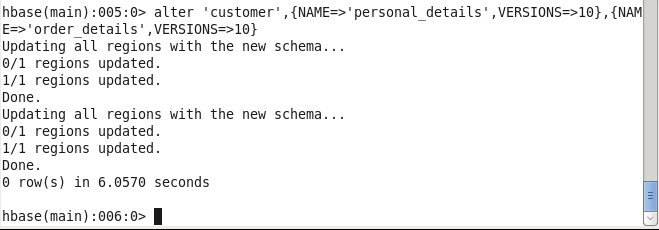 hbase(main):005:0> alter 'customer',{NAME=>'personal_details',VERSIONS=>10},{NAM
E=>'order_details',VERSIONS=>10}
Updating all regions with the new schema...
0/1 regions updated.
1/1 regions updated.
Done.
Updating all regions with the new schema...
0/1 regions updated.
1/1 regions updated.
Done.
0 row(s) in 6.0570 seconds
hbase(main):006:0>